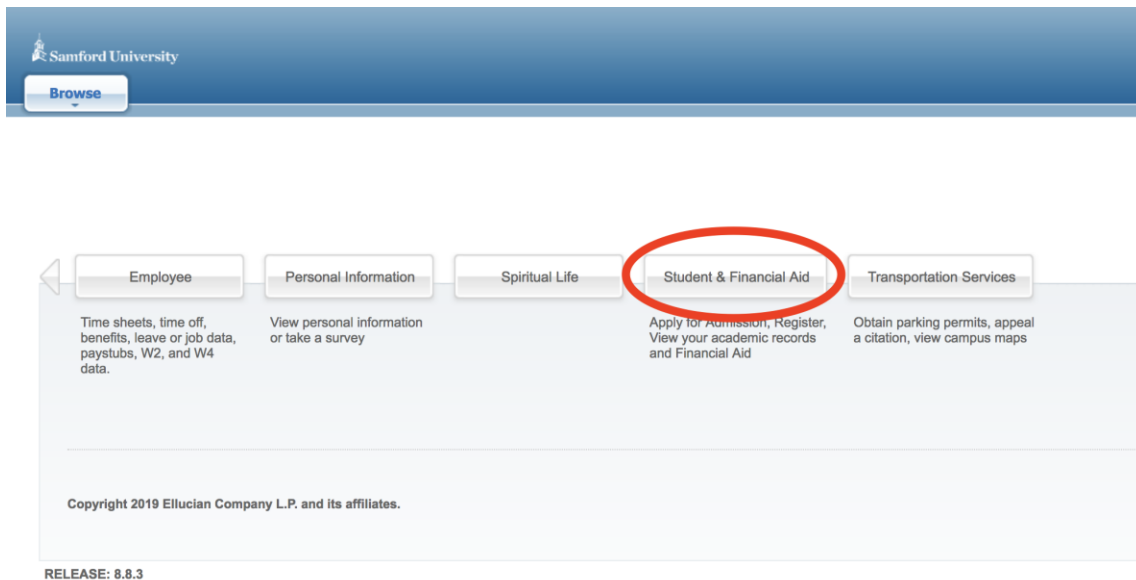 Samford University
Browse
Employee
Personal Information
Spiritual Life
Student & Financial Aid
Transportation Services
Time sheets, time off,
benefits, leave or job data,
paystubs, W2, and W4
data.
View personal information
or take a survey
Apply for Admission, Register,
View your academic records
and Financial Aid
Obtain parking permits, appeal
a citation, view campus maps
Copyright 2019 Ellucian Company L.P. and its affiliates.
RELEASE: 8.8.3